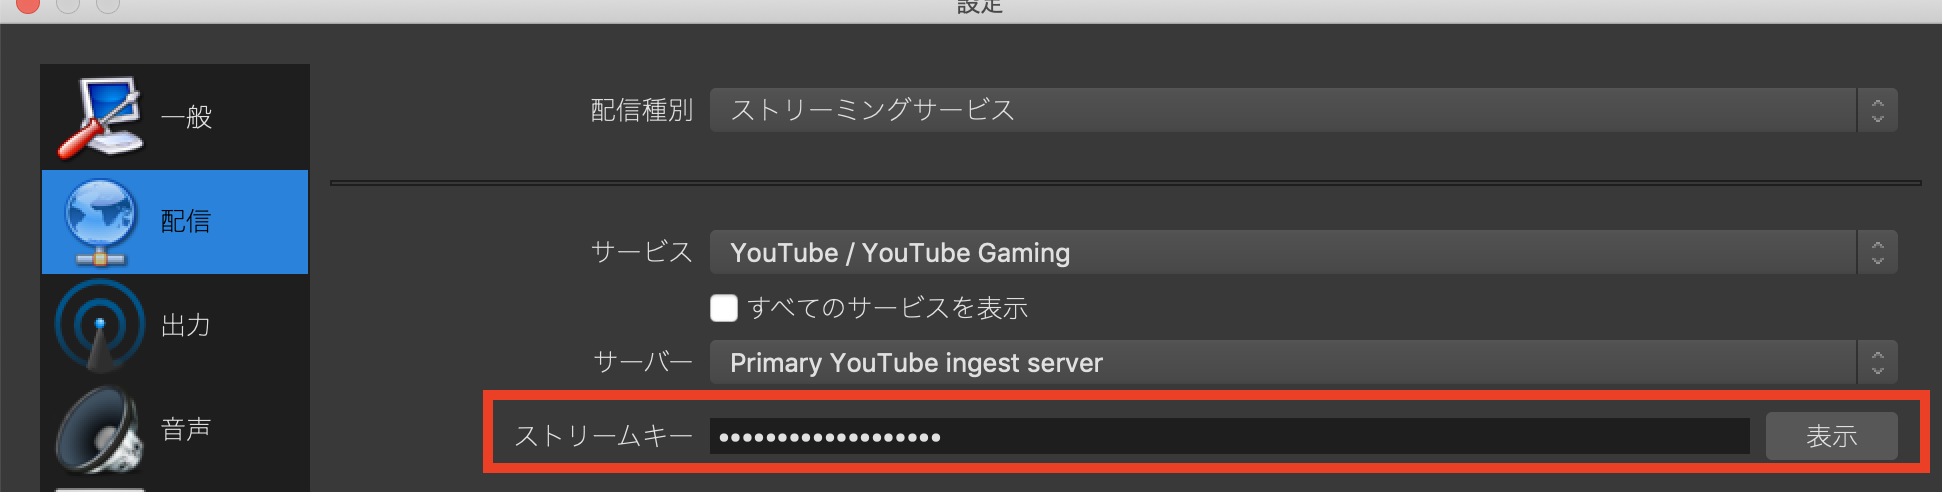 設定
一般
配信
出力
音声
配信種別 ストリーミングサービス
サービス YouTube / YouTube Gaming
すべてのサービスを表示
サーバー Primary YouTube ingest server
ストリームキー ••••••••••••••••••• 表示